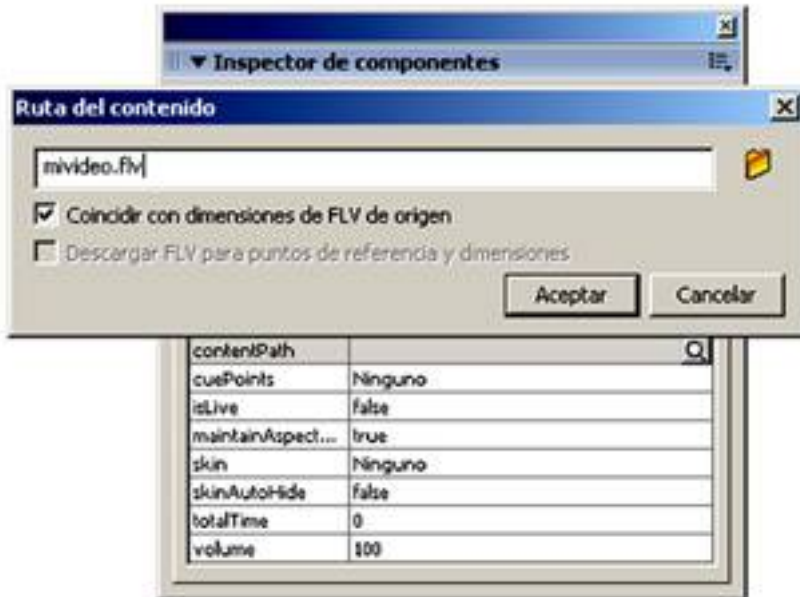 Inspector de componentes
Ruta del contenido
mivideo.flv
Coincidir con dimensiones de FLV de origen
Descargar FLV para puntos de referencia y dimensiones
Aceptar Cancelar
contentPath
cuePoints Ninguno
isLive false
maintainAspect... true
skin Ninguno
skinAutoHide false
totalTime 0
volume 100